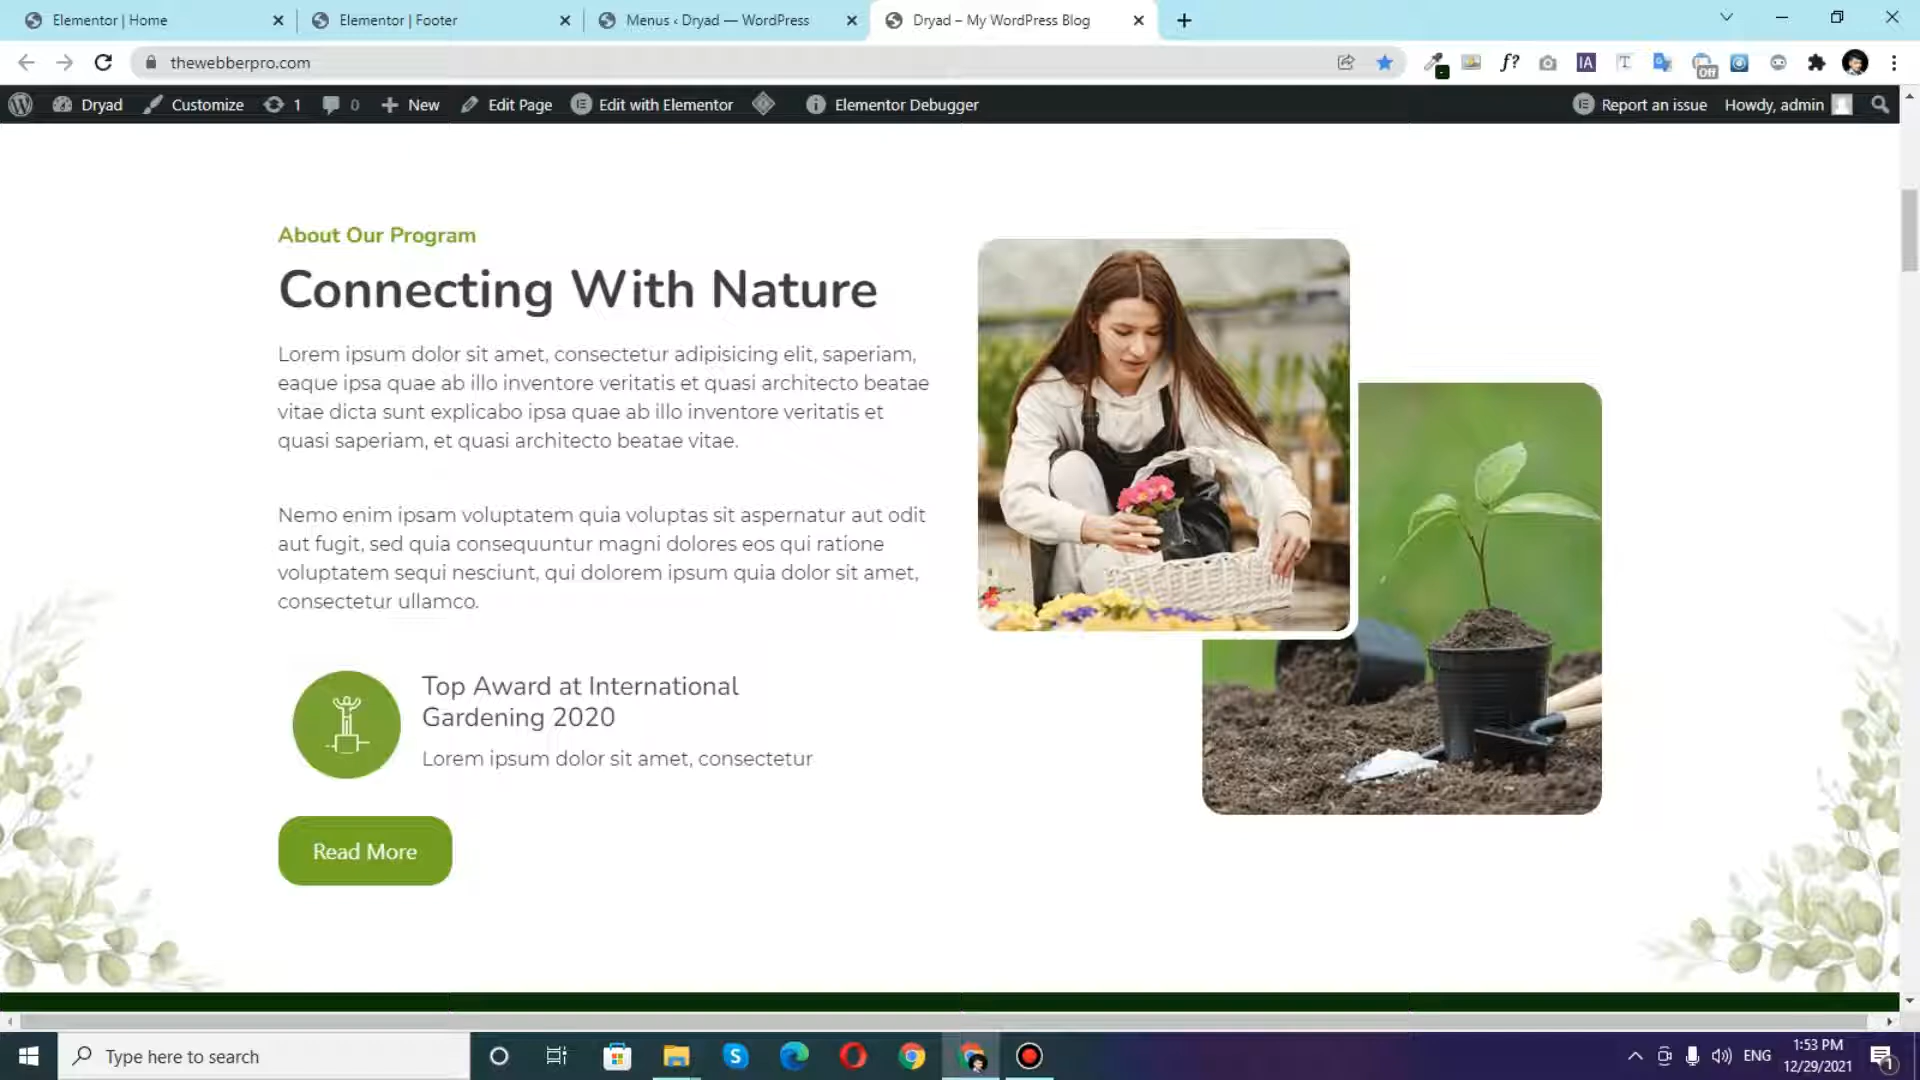 Elementor | Home
Elementor | Footer
Menus ‹ Dryad — WordPress
Dryad – My WordPress Blog
thewebberpro.com
f?
IA
T
Off
Dryad
Customize
1
0
New
Edit Page
Edit with Elementor
Elementor Debugger
Report an issue
Howdy, admin
About Our Program
Connecting With Nature
Lorem ipsum dolor sit amet, consectetur adipisicing elit, saperiam,
eaque ipsa quae ab illo inventore veritatis et quasi architecto beatae
vitae dicta sunt explicabo ipsa quae ab illo inventore veritatis et
quasi saperiam, et quasi architecto beatae vitae.
Nemo enim ipsam voluptatem quia voluptas sit aspernatur aut odit
aut fugit, sed quia consequuntur magni dolores eos qui ratione
voluptatem sequi nesciunt, qui dolorem ipsum quia dolor sit amet,
consectetur ullamco.
Top Award at International
Gardening 2020
Lorem ipsum dolor sit amet, consectetur
Read More
Type here to search
ENG
1:53 PM
12/29/2021
1